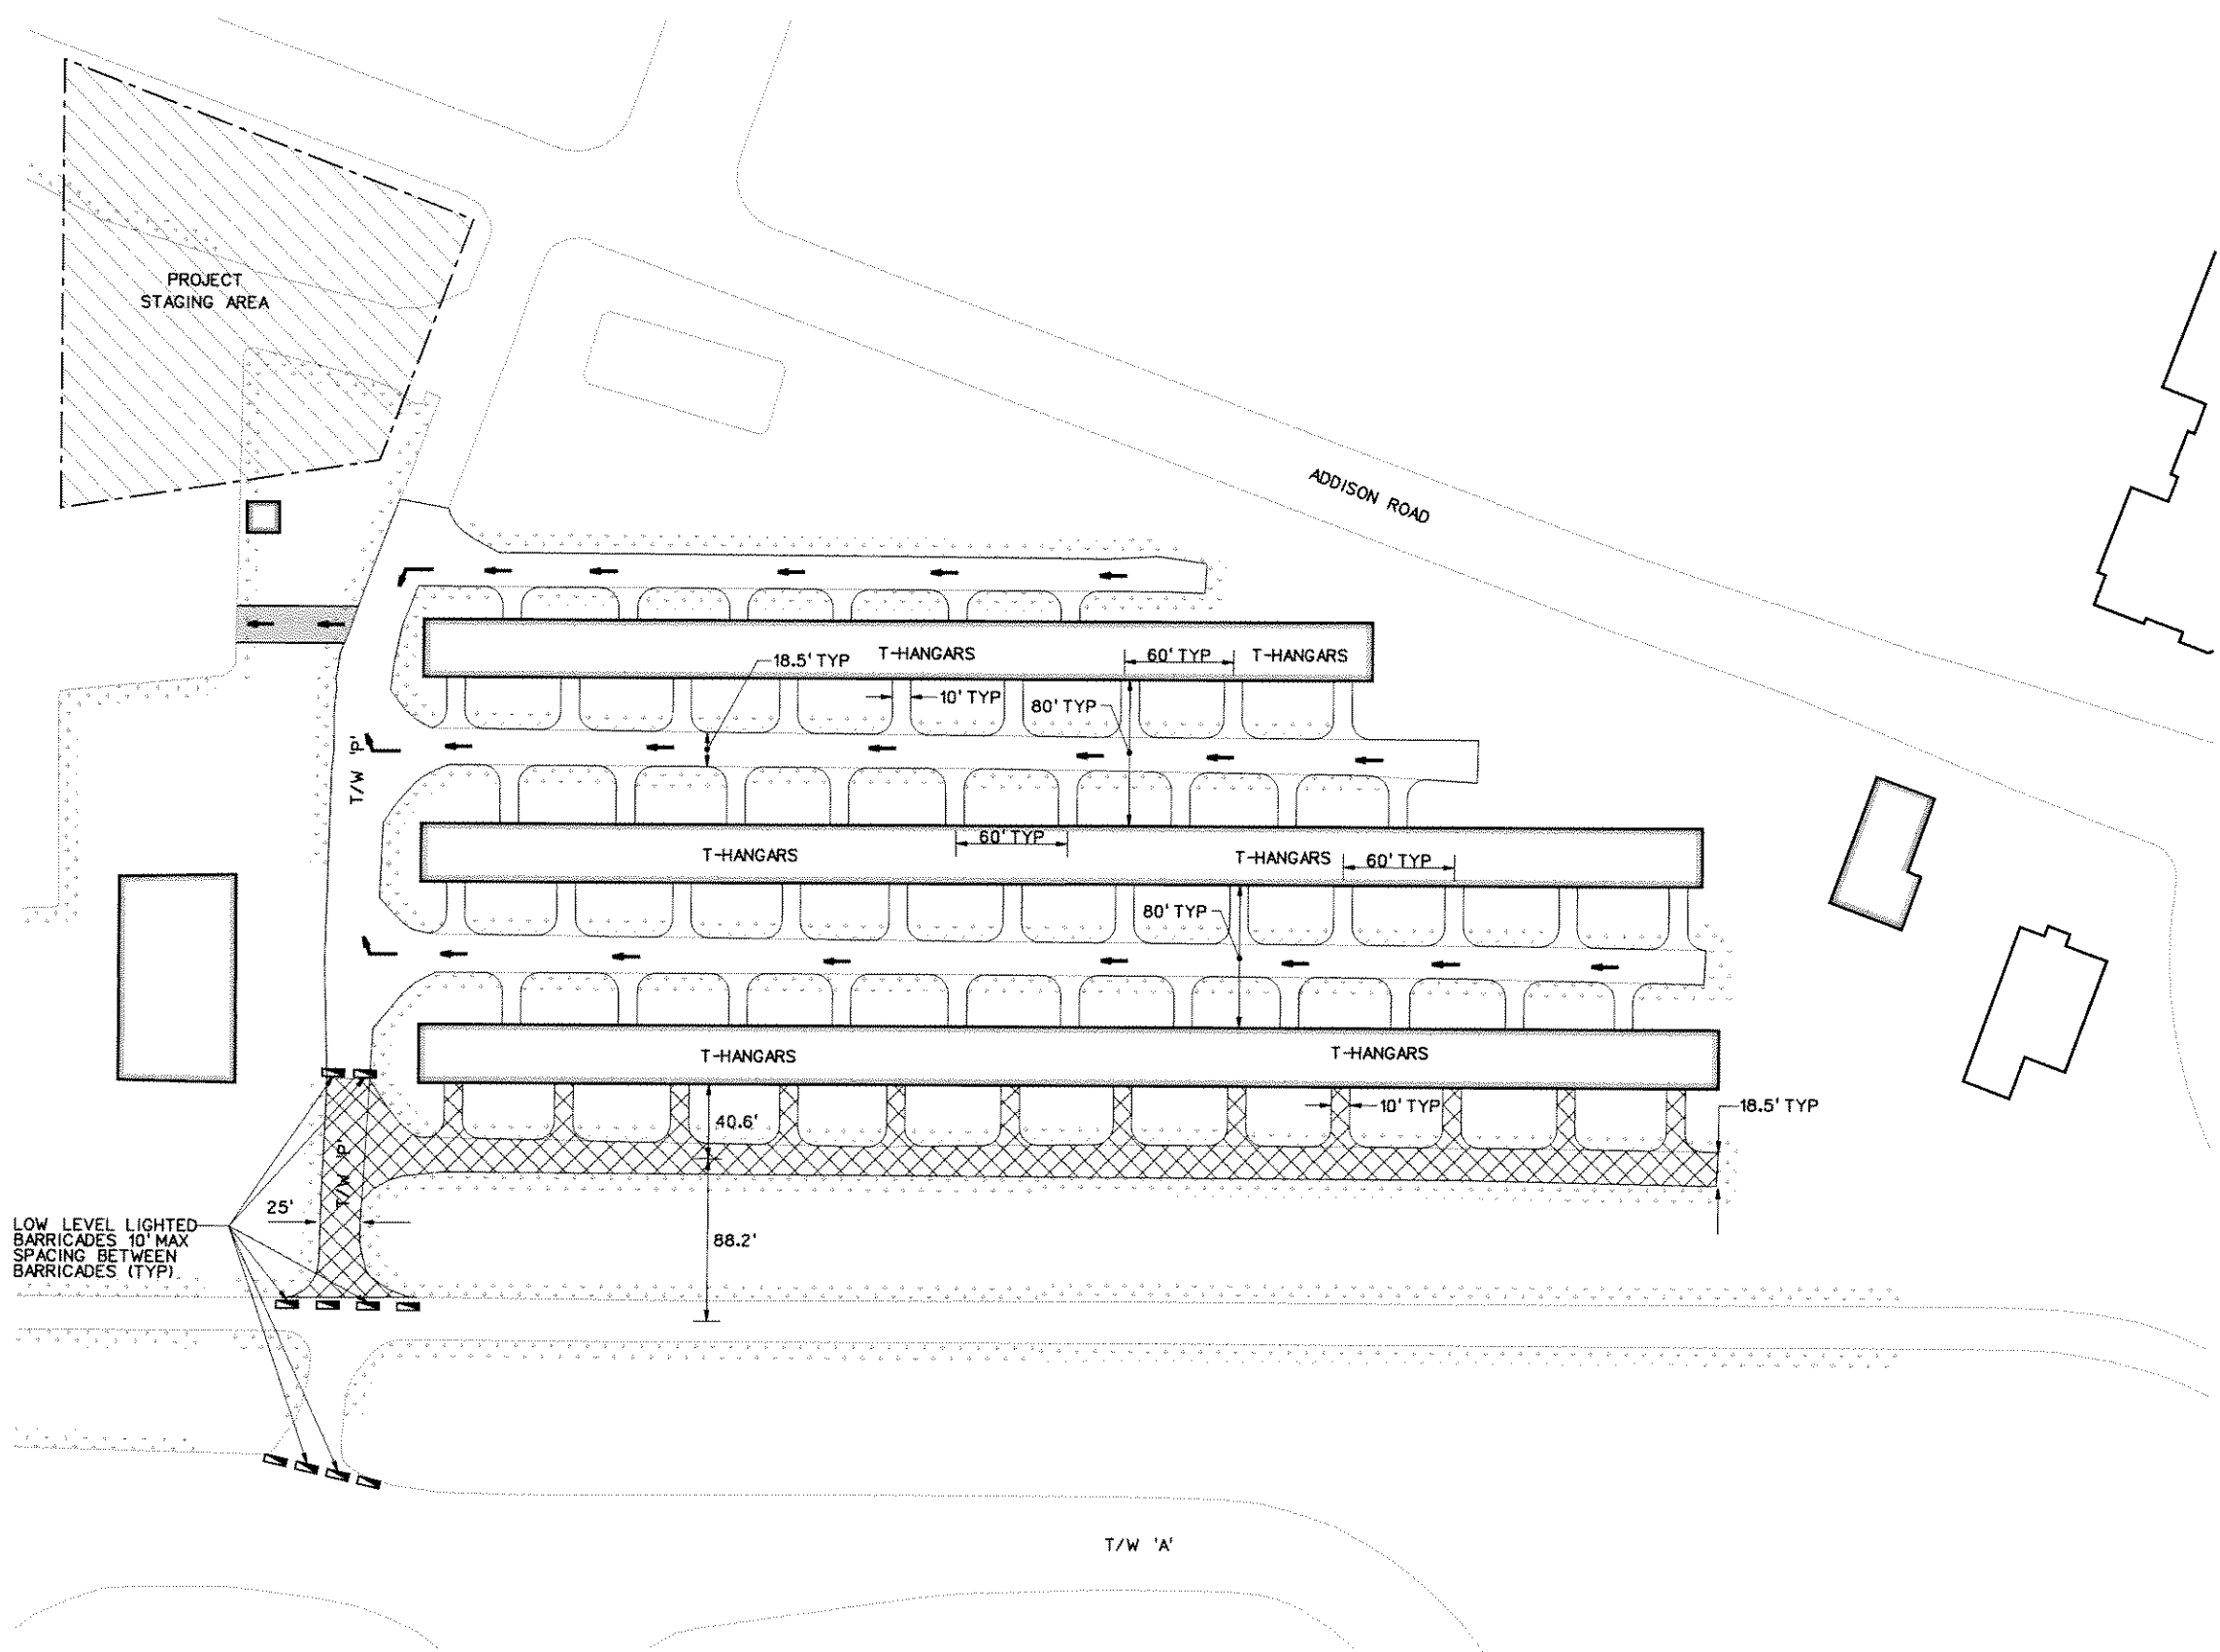 PROJECT
STAGING AREA
ADDISON ROAD
T-HANGARS
60' TYP
T-HANGARS
18.5' TYP
10' TYP
80' TYP
T/W 'P'
60' TYP
T-HANGARS
T-HANGARS
60' TYP
80' TYP
T-HANGARS
T-HANGARS
40.6'
10' TYP
18.5' TYP
T/W 'P'
25'
LOW LEVEL LIGHTED
BARRICADES 10' MAX
SPACING BETWEEN
BARRICADES (TYP)
88.2'
T/W 'A'